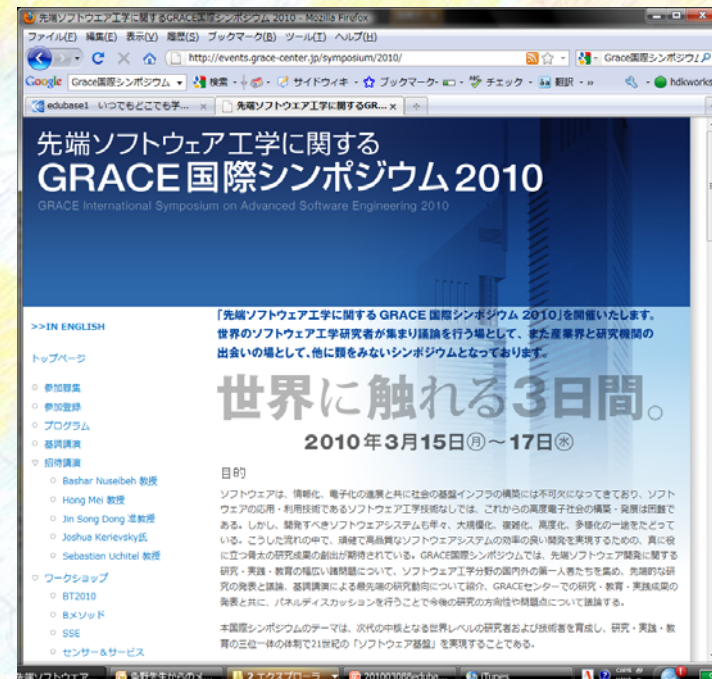 先端ソフトウェア工学に関するGRACE国際シンポジウム 2010 - Mozilla Firefox
ファイル(F) 編集(E) 表示(V) 履歴(S) ブックマーク(B) ツール(T) ヘルプ(H)
http://events.grace-center.jp/symposium/2010/
Grace国際シンポジウ
Google Grace国際シンポジウム 検索 サイドウィキ ブックマーク チェック 翻訳 » hdkworks
edubase1 いつでもどこでも学... 先端ソフトウェア工学に関するGR...
先端ソフトウェア工学に関する
GRACE 国際シンポジウム 2010
GRACE International Symposium on Advanced Software Engineering 2010
「先端ソフトウェア工学に関する GRACE 国際シンポジウム 2010」を開催いたします。
世界のソフトウェア工学研究者が集まり議論を行う場として、また産業界と研究機関の
出会いの場として、他に類をみないシンポジウムとなっております。
>>IN ENGLISH
トップページ
参加募集
参加登録
プログラム
基調講演
招待講演
Bashar Nuseibeh 教授
Hong Mei 教授
Jin Song Dong 准教授
Joshua Kerievsky氏
Sebastian Uchitel 教授
ワークショップ
BT2010
Bメソッド
SSE
センサー&サービス
世界に触れる3日間。
2010年3月15日㊊～17日㊌
目的
ソフトウェアは、情報化、電子化の進展と共に社会の基盤インフラの構築には不可欠になってきており、ソフト
ウェアの応用・利用技術であるソフトウェア工学技術なしでは、これからの高度電子社会の構築・発展は困難で
ある。しかし、開発すべきソフトウェアシステムも年々、大規模化、複雑化、高度化、多様化の一途をたどって
いる。こうした流れの中で、頑健で高品質なソフトウェアシステムの効率の良い開発を実現するための、真に役
に立つ骨太の研究成果の創出が期待されている。GRACE国際シンポジウムでは、先端ソフトウェア開発に関する
研究・実践・教育の幅広い諸問題について、ソフトウェア工学分野の国内外の第一人者たちを集め、先端的な研
究の発表と議論、基調講演による最先端の研究動向について紹介、GRACEセンターでの研究・教育・実践成果の
発表と共に、パネルディスカッションを行うことで今後の研究の方向性や問題点について議論する。
本国際シンポジウムのテーマは、次代の中核となる世界レベルの研究者および技術者を育成し、研究・実践・教
育の三位一体の体制で21世紀の「ソフトウェア基盤」を実現することである。
端ソフトウェア 2 エクスプローラ 201003088eduba... iTunes